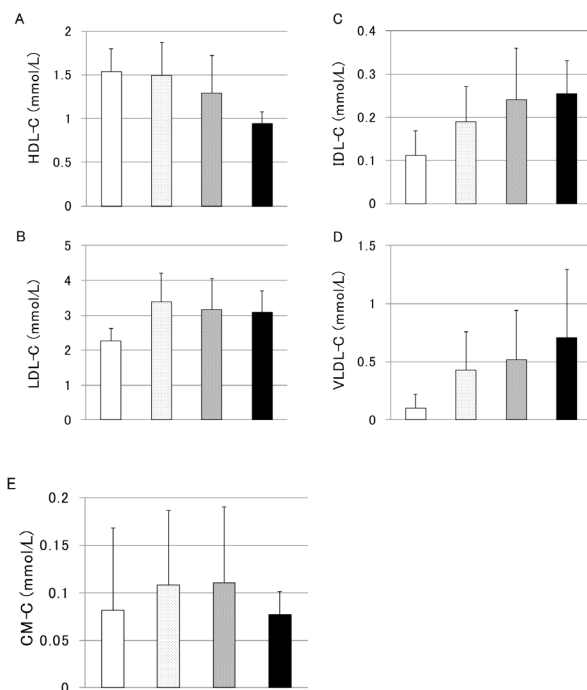 A
HDL-C (mmol/L)
2
1.5
1
0.5
0
B
LDL-C (mmol/L)
5
4
3
2
1
0
C
IDL-C (mmol/L)
0.4
0.3
0.2
0.1
0
D
VLDL-C (mmol/L)
1.5
1
0.5
0
E
CM-C (mmol/L)
0.2
0.15
0.1
0.05
0